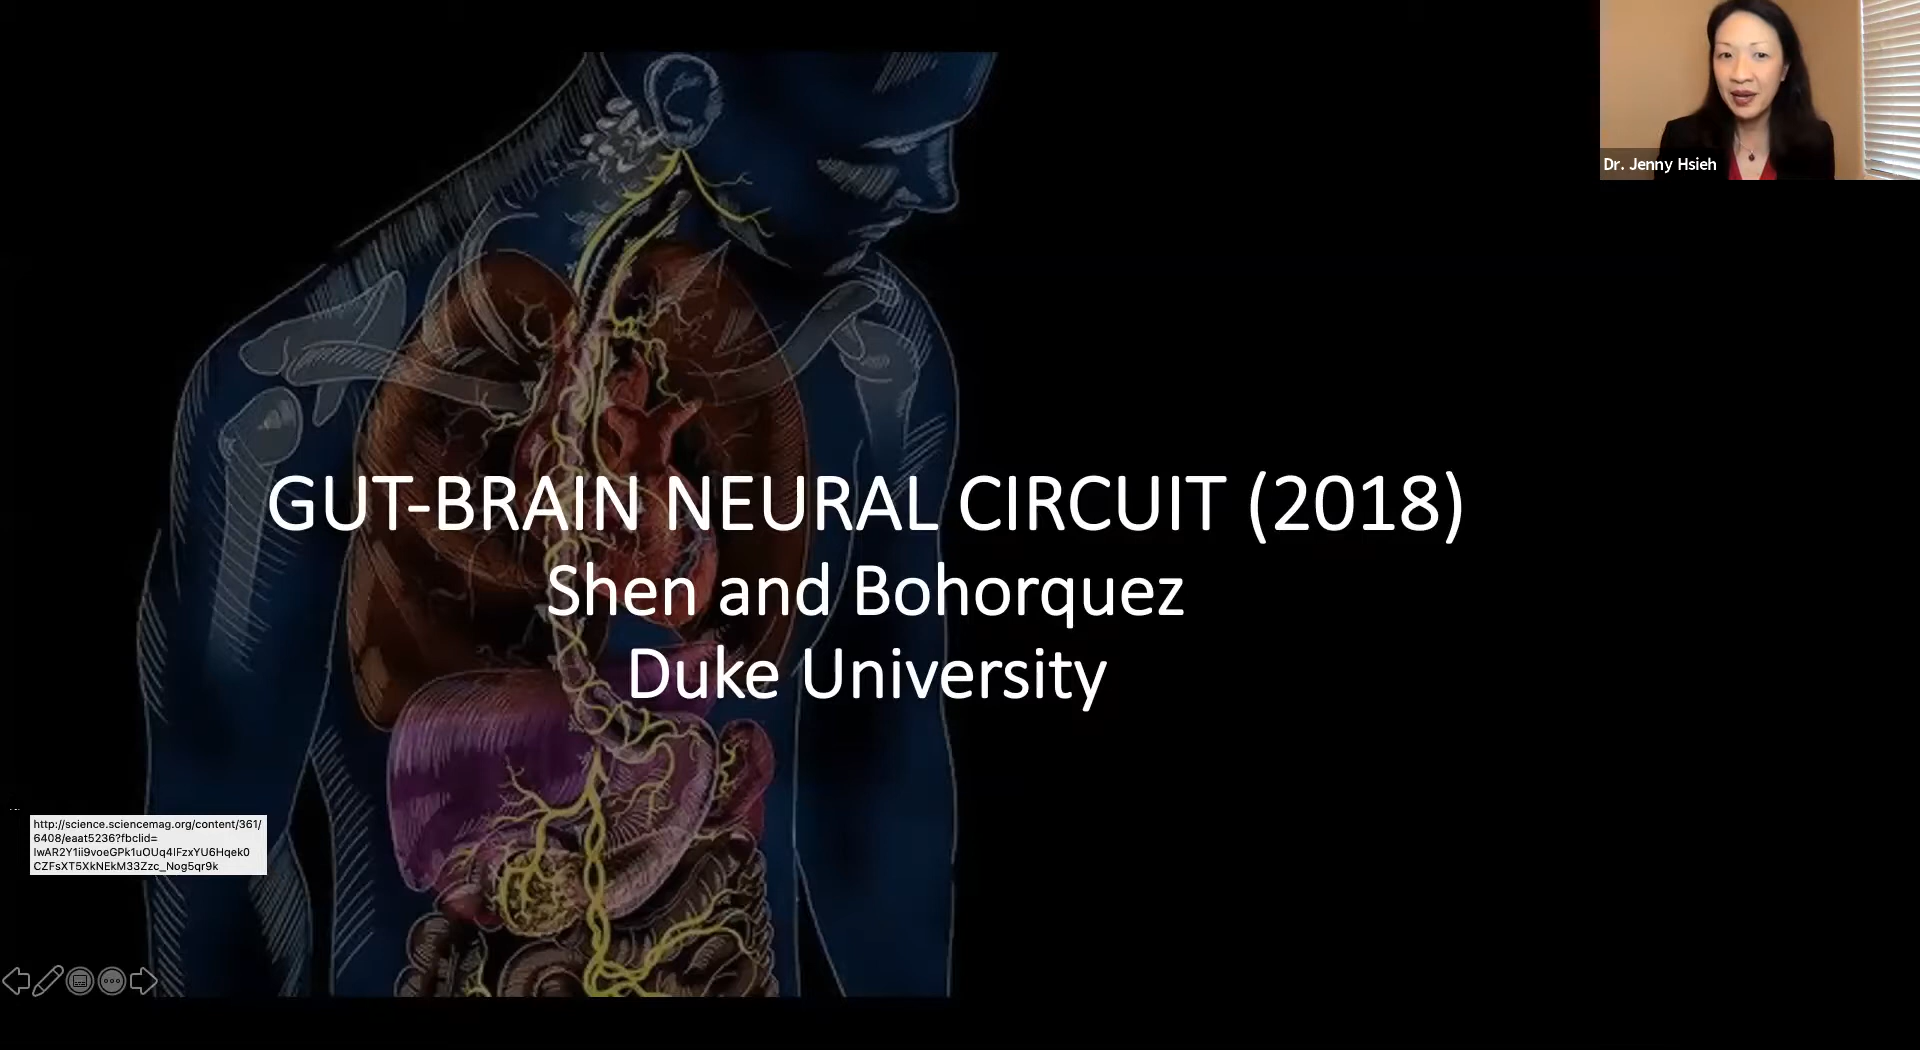 Dr. Jenny Hsieh
GUT-BRAIN NEURAL CIRCUIT (2018)
Shen and Bohorquez
Duke University
http://science.sciencemag.org/content/361/
6408/eaat5236?fbclid=
IwAR2Y1ii9voeGPk1uOUq4IFzxYU6Hqek0
CZFsXT5XkNEkM33Zzc_Nog5qr9k